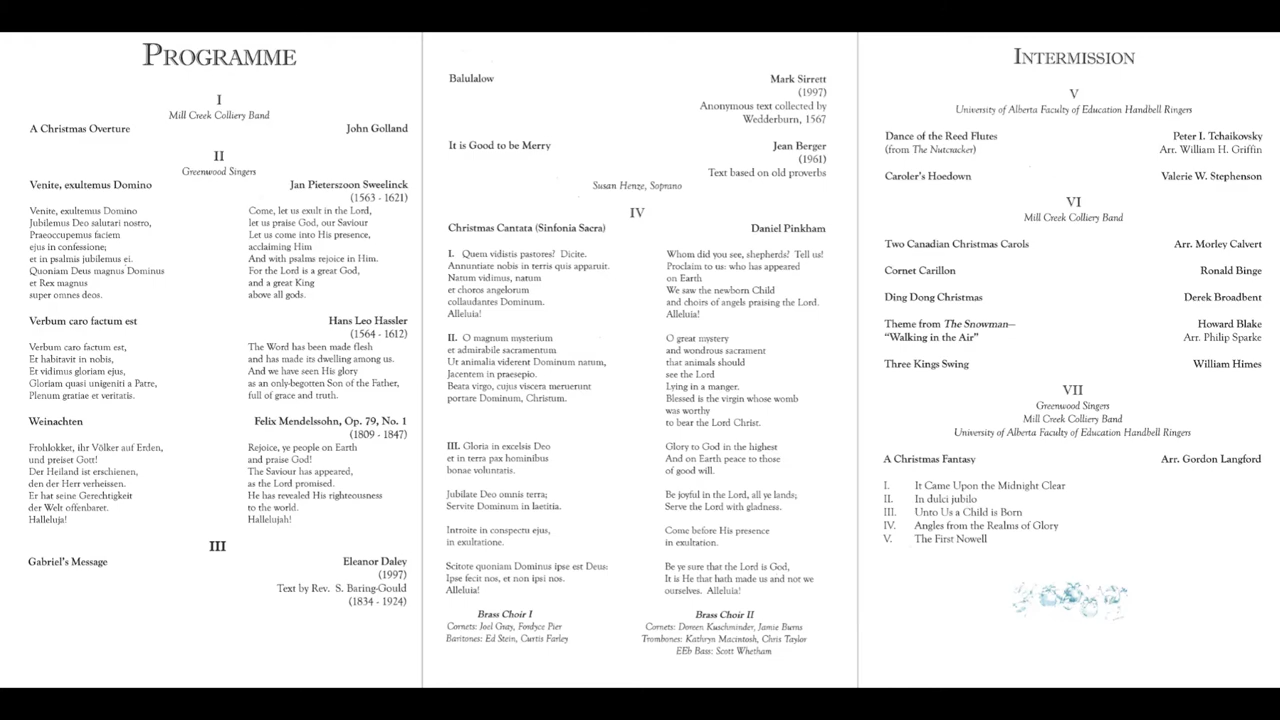 PROGRAMME
I
Mill Creek Colliery Band
A Christmas Overture John Golland
II
Greenwood Singers
Venite, exultemus Domino Jan Pieterszoon Sweelinck
(1563 - 1621)
Venite, exultemus Domino Come, let us exult in the Lord,
Jubilemus Deo salutari nostro, let us praise God, our Saviour
Praeoccupemus faciem Let us come into His presence,
ejus in confessione; acclaiming Him
et in psalmis jubilemus ei. And with psalms rejoice in Him.
Quoniam Deus magnus Dominus For the Lord is a great God,
et Rex magnus and a great King
super omnes deos. above all gods.
Verbum caro factum est Hans Leo Hassler
(1564 - 1612)
Verbum caro factum est, The Word has been made flesh
Et habitavit in nobis, and has made its dwelling among us.
Et vidimus gloriam ejus, And we have seen His glory
Gloriam quasi unigeniti a Patre, as an only-begotten Son of the Father,
Plenum gratiae et veritatis. full of grace and truth.
Weinachten Felix Mendelssohn, Op. 79, No. 1
(1809 - 1847)
Frohlokker, ihr Völker auf Erden, Rejoice, ye people on Earth
und preiset Gott! and praise God!
Der Heiland ist erschienen, The Saviour has appeared,
den der Herr verheissen. as the Lord promised.
Er hat seine Gerechtigkeit He has revealed His righteousness
der Welt offenbaret. to the world.
Halleluja! Hallelujah!
III
Gabriel's Message Eleanor Daley
(1997)
Text by Rev. S. Baring-Gould
(1834 - 1924)
Balulalow Mark Sirrett
(1997)
Anonymous text collected by
Wedderburn, 1567
It is Good to be Merry Jean Berger
(1961)
Text based on old proverbs
Susan Henze, Soprano
IV
Christmas Cantata (Sinfonia Sacra) Daniel Pinkham
I. Quem vidistis pastores? Dicite. Whom did you see, shepherds? Tell us!
Annuntiate nobis in terris quis apparuit. Proclaim to us: who has appeared
Natum vidimus, natum on Earth
et choros angelorum We saw the newborn Child
collaudantes Dominum. and choirs of angels praising the Lord.
Alleluia! Alleluia!
II. O magnum mysterium O great mystery
et admirabile sacramentum and wondrous sacrament
Ut animalia viderent Dominum natum, that animals should
Jacentem in praesepio. see the Lord
Beata virgo, cujus viscera meruerunt Lying in a manger.
portare Dominum, Christum. Blessed is the virgin whose womb
was worthy
to bear the Lord Christ.
III. Gloria in excelsis Deo Glory to God in the highest
et in terra pax hominibus And on Earth peace to those
bonae voluntatis. of good will.
Jubilate Deo omnis terra; Be joyful in the Lord, all ye lands;
Servite Dominum in laetitia. Serve the Lord with gladness.
Introite in conspectu ejus, Come before His presence
in exultatione. in exultation.
Scitote quoniam Dominus ipse est Deus: Be ye sure that the Lord is God,
Ipse fecit nos, et non ipsi nos. It is He that hath made us and not we
Alleluia! ourselves. Alleluia!
Brass Choir I Brass Choir II
Cornets: Joel Gray, Fordyce Pier Cornets: Doreen Kuschminder, Jamie Burns
Baritones: Ed Stein, Curtis Farley Trombones: Kathryn Macintosh, Chris Taylor
EEb Bass: Scott Whetham
INTERMISSION
V
University of Alberta Faculty of Education Handbell Ringers
Dance of the Reed Flutes Peter I. Tchaikovsky
(from The Nutcracker) Arr. William H. Griffin
Caroler's Hoedown Valerie W. Stephenson
VI
Mill Creek Colliery Band
Two Canadian Christmas Carols Arr. Morley Calvert
Cornet Carillon Ronald Binge
Ding Dong Christmas Derek Broadbent
Theme from The Snowman— Howard Blake
“Walking in the Air” Arr. Philip Sparke
Three Kings Swing William Himes
VII
Greenwood Singers
Mill Creek Colliery Band
University of Alberta Faculty of Education Handbell Ringers
A Christmas Fantasy Arr. Gordon Langford
I. It Came Upon the Midnight Clear
II. In dulci jubilo
III. Unto Us a Child is Born
IV. Angles from the Realms of Glory
V. The First Nowell